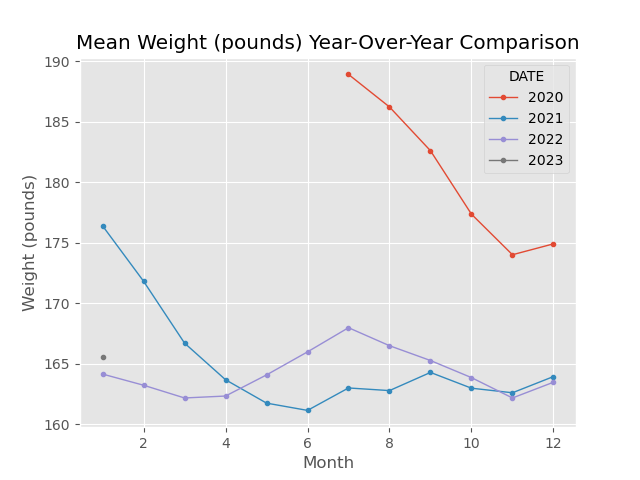 Mean Weight (pounds) Year-Over-Year Comparison
190
185
180
175
170
165
160
Weight (pounds)
DATE
2020
2021
2022
2023
2 4 6 8 10 12
Month